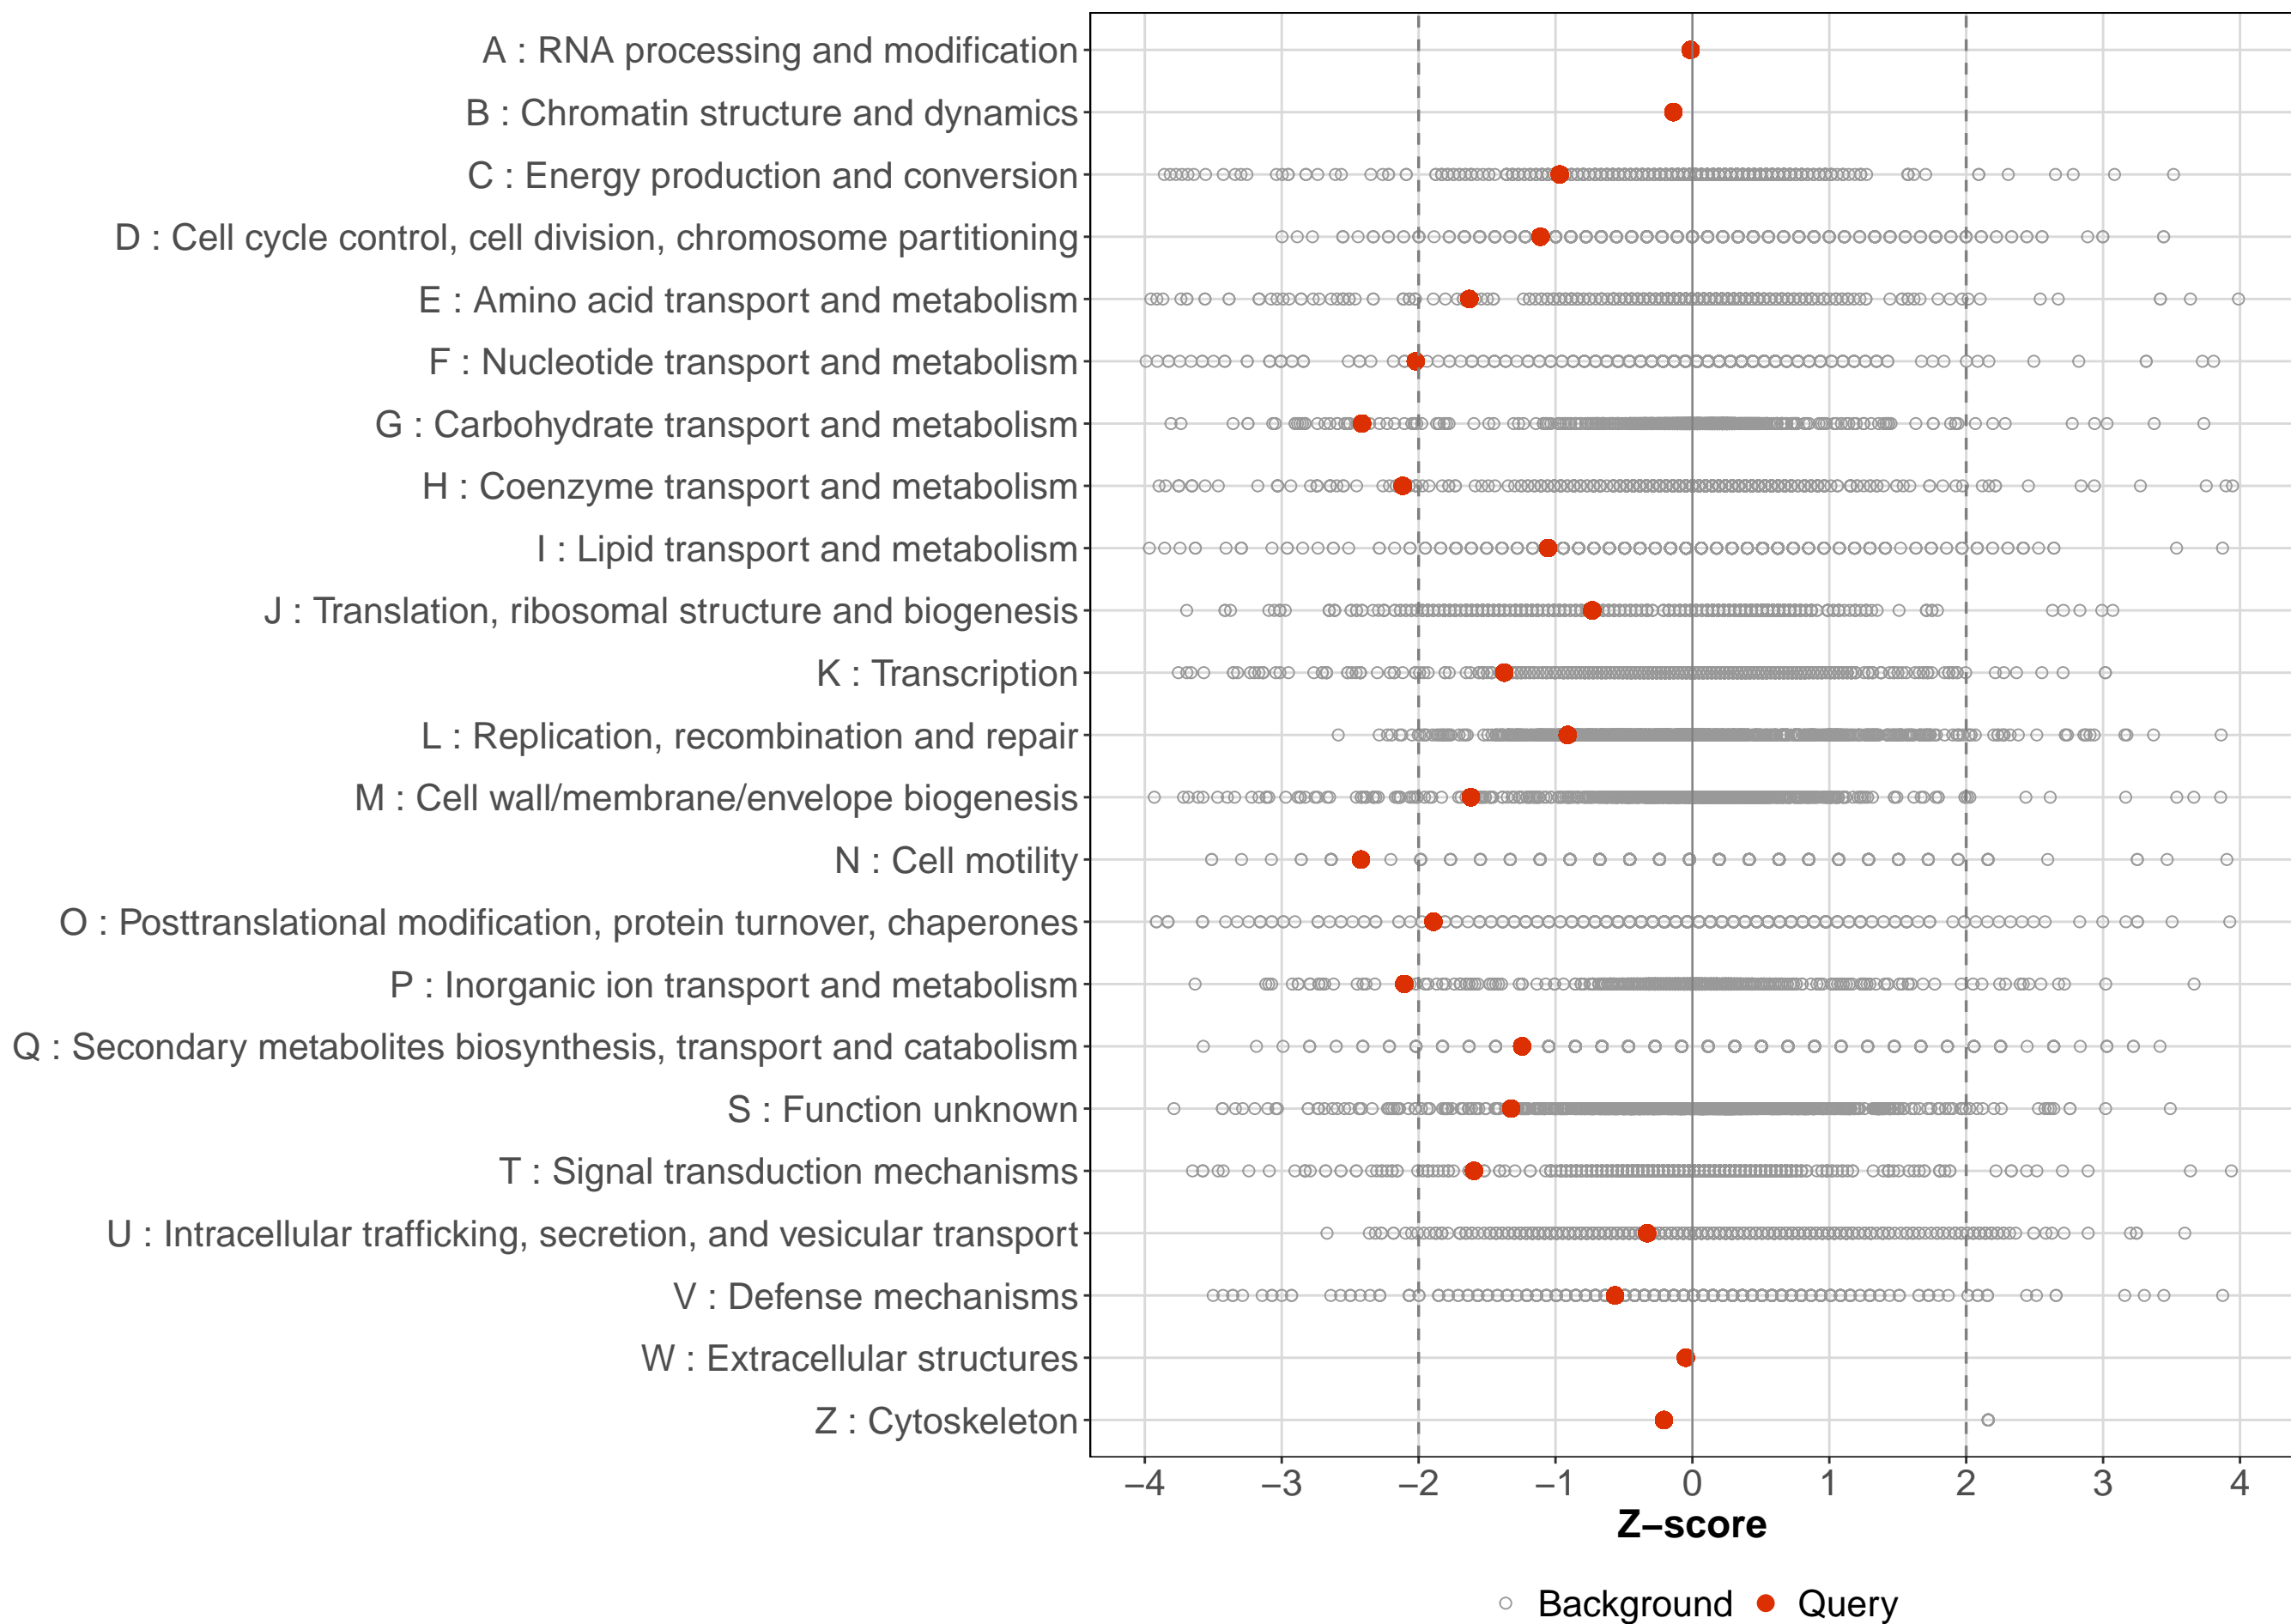 A : RNA processing and modification
B : Chromatin structure and dynamics
C : Energy production and conversion
D : Cell cycle control, cell division, chromosome partitioning
E : Amino acid transport and metabolism
F : Nucleotide transport and metabolism
G : Carbohydrate transport and metabolism
H : Coenzyme transport and metabolism
I : Lipid transport and metabolism
J : Translation, ribosomal structure and biogenesis
K : Transcription
L : Replication, recombination and repair
M : Cell wall/membrane/envelope biogenesis
N : Cell motility
O : Posttranslational modification, protein turnover, chaperones
P : Inorganic ion transport and metabolism
Q : Secondary metabolites biosynthesis, transport and catabolism
S : Function unknown
T : Signal transduction mechanisms
U : Intracellular trafficking, secretion, and vesicular transport
V : Defense mechanisms
W : Extracellular structures
Z : Cytoskeleton
−4 −3 −2 −1 0 1 2 3 4
Z−score
Background Query